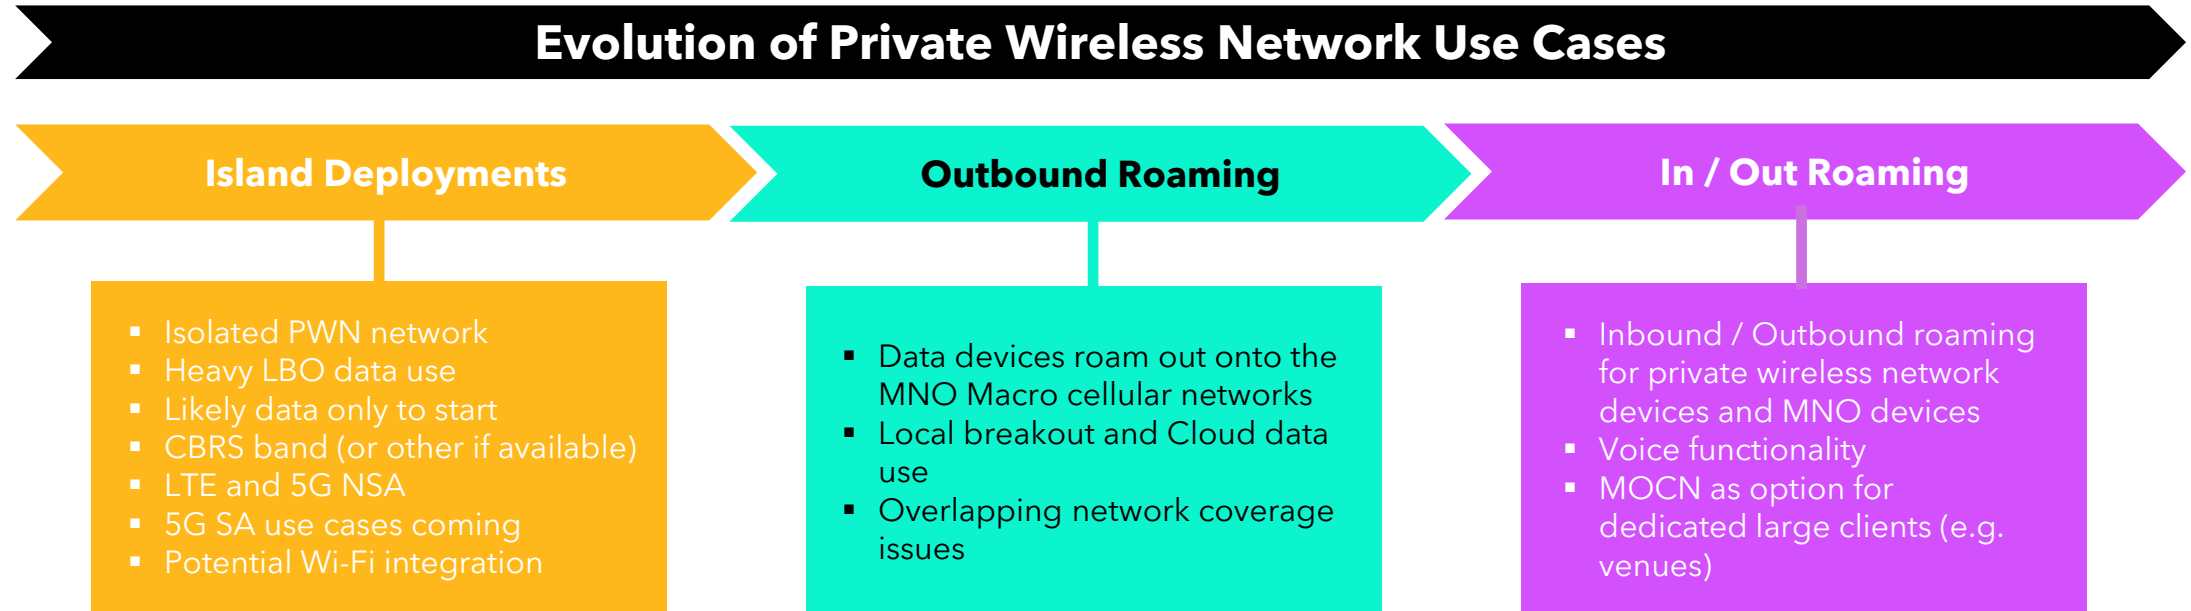 Evolution of Private Wireless Network Use Cases
Island Deployments
▪ Isolated PWN network
▪ Heavy LBO data use
▪ Likely data only to start
▪ CBRS band (or other if available)
▪ LTE and 5G NSA
▪ 5G SA use cases coming
▪ Potential Wi-Fi integration
Outbound Roaming
▪ Data devices roam out onto the
MNO Macro cellular networks
▪ Local breakout and Cloud data
use
▪ Overlapping network coverage
issues
In / Out Roaming
▪ Inbound / Outbound roaming
for private wireless network
devices and MNO devices
▪ Voice functionality
▪ MOCN as option for
dedicated large clients (e.g.
venues)